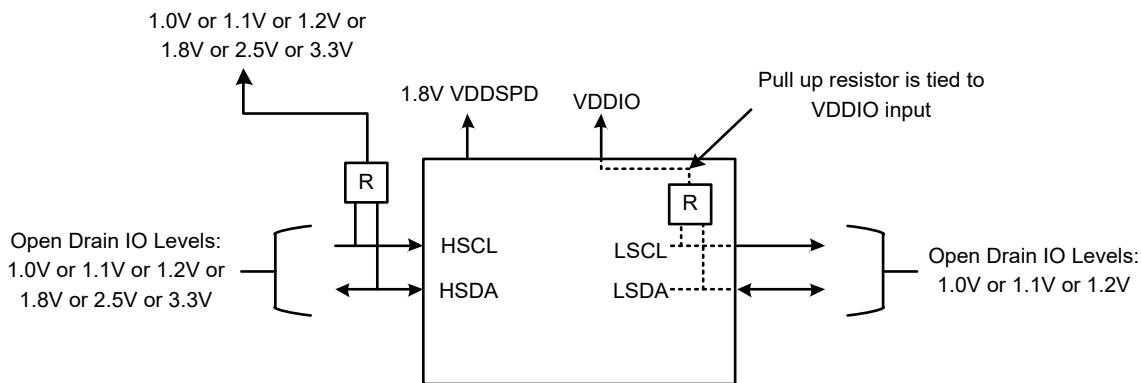 1.0V or 1.1V or 1.2V or
1.8V or 2.5V or 3.3V
1.8V VDDSPD
VDDIO
Pull up resistor is tied to
VDDIO input
R
R
Open Drain IO Levels:
1.0V or 1.1V or 1.2V or
1.8V or 2.5V or 3.3V
HSCL
HSDA
LSCL
LSDA
Open Drain IO Levels:
1.0V or 1.1V or 1.2V